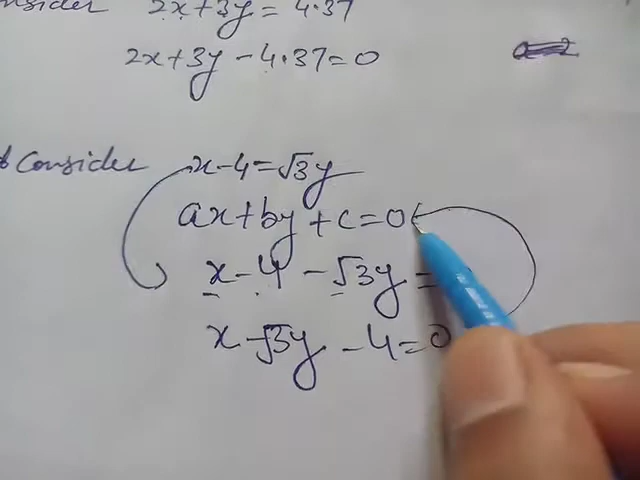 Consider 2x+3y = 4.37
2x+3y -4.37=0
Consider x-4=√3y
ax+by+c=0
x-4 -√3y =
x-√3y -4=0